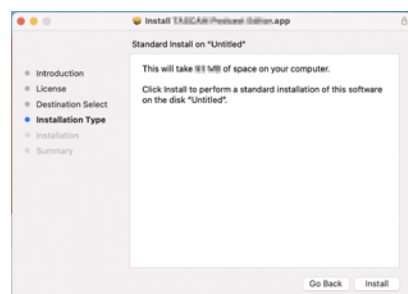 Install .app
Standard Install on "Untitled"
Introduction
License
Destination Select
Installation Type
Installation
Summary
This will take of space on your computer.
Click Install to perform a standard installation of this software
on the disk "Untitled".
Go Back Install